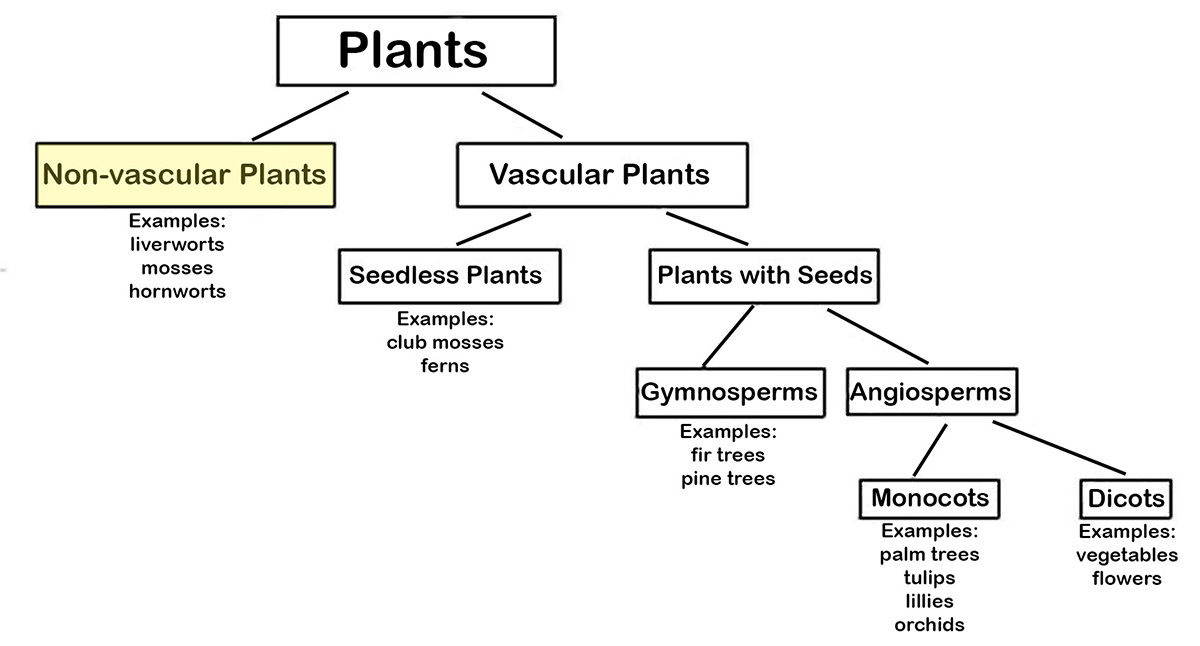 Plants
Non-vascular Plants
Examples:
liverworts
mosses
hornworts
Vascular Plants
Seedless Plants
Examples:
club mosses
ferns
Plants with Seeds
Gymnosperms
Examples:
fir trees
pine trees
Angiosperms
Monocots
Examples:
palm trees
tulips
lillies
orchids
Dicots
Examples:
vegetables
flowers